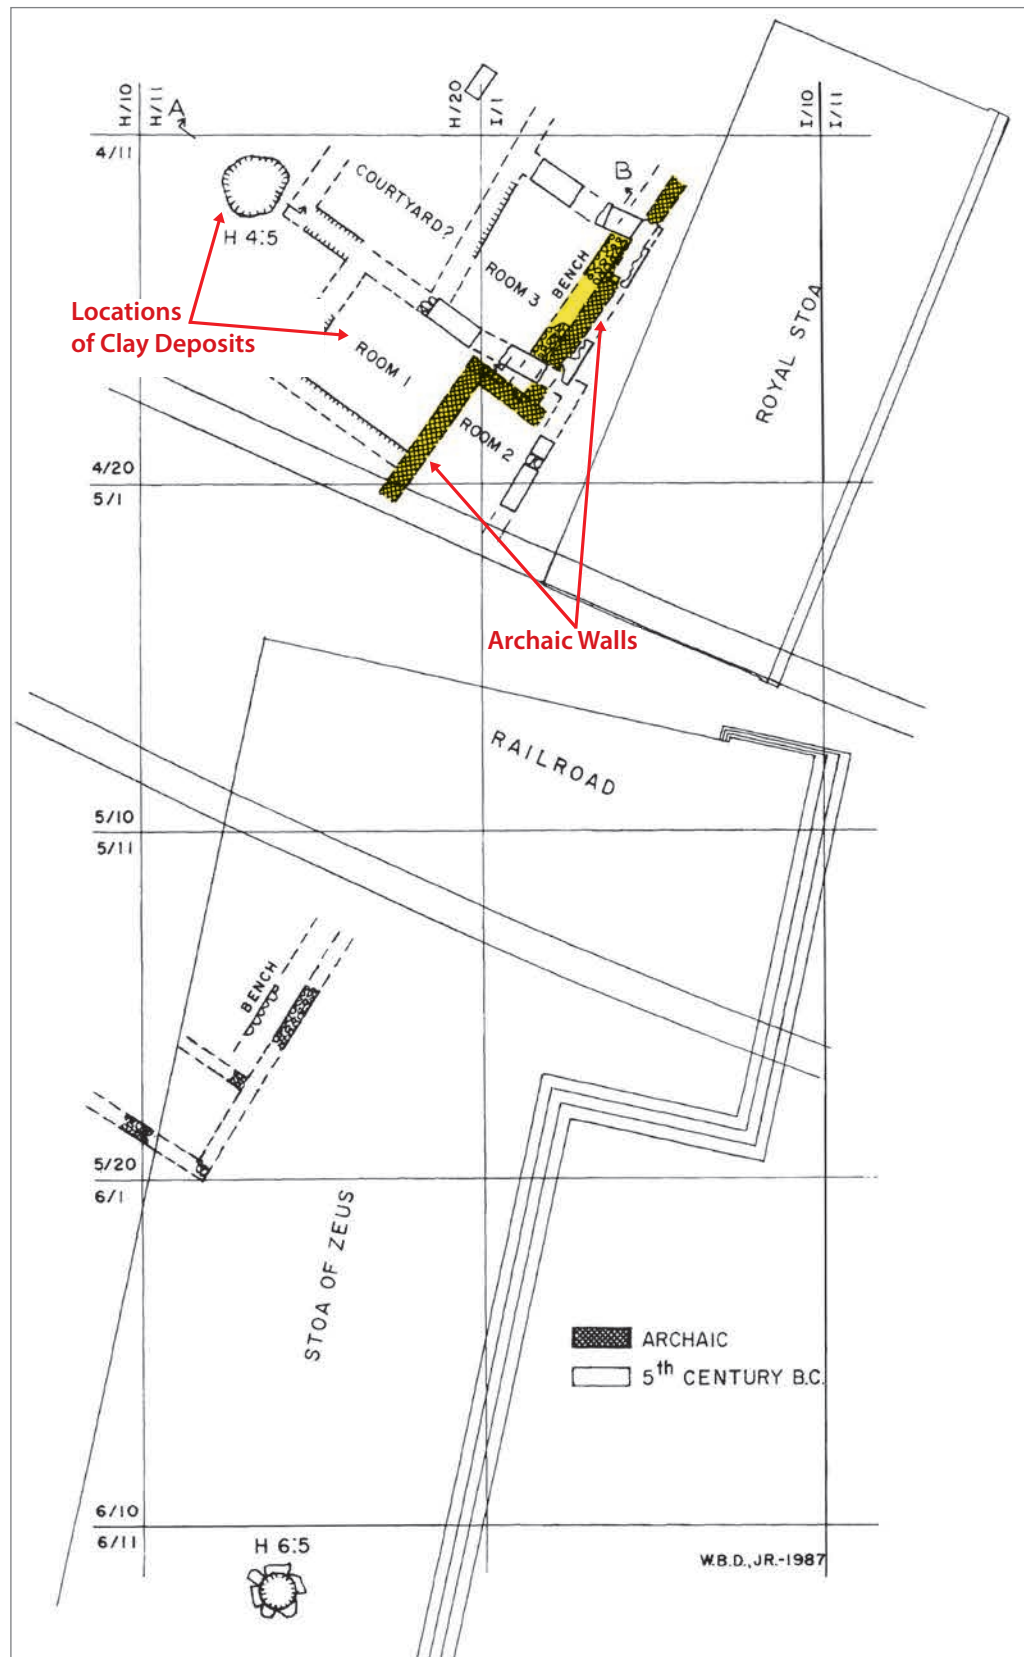 H/10
H/11
A
H/20
I/1
I/10
I/11
4/11
COURTYARD?
B
H 4:5
ROOM 3
BENCH
ROYAL STOA
Locations
of Clay Deposits
ROOM 1
ROOM 2
4/20
5/1
Archaic Walls
RAILROAD
5/10
5/11
BENCH
5/20
6/1
STOA OF ZEUS
ARCHAIC
5th CENTURY B.C.
6/10
6/11
H 6:5
W.B.D., JR.-1987